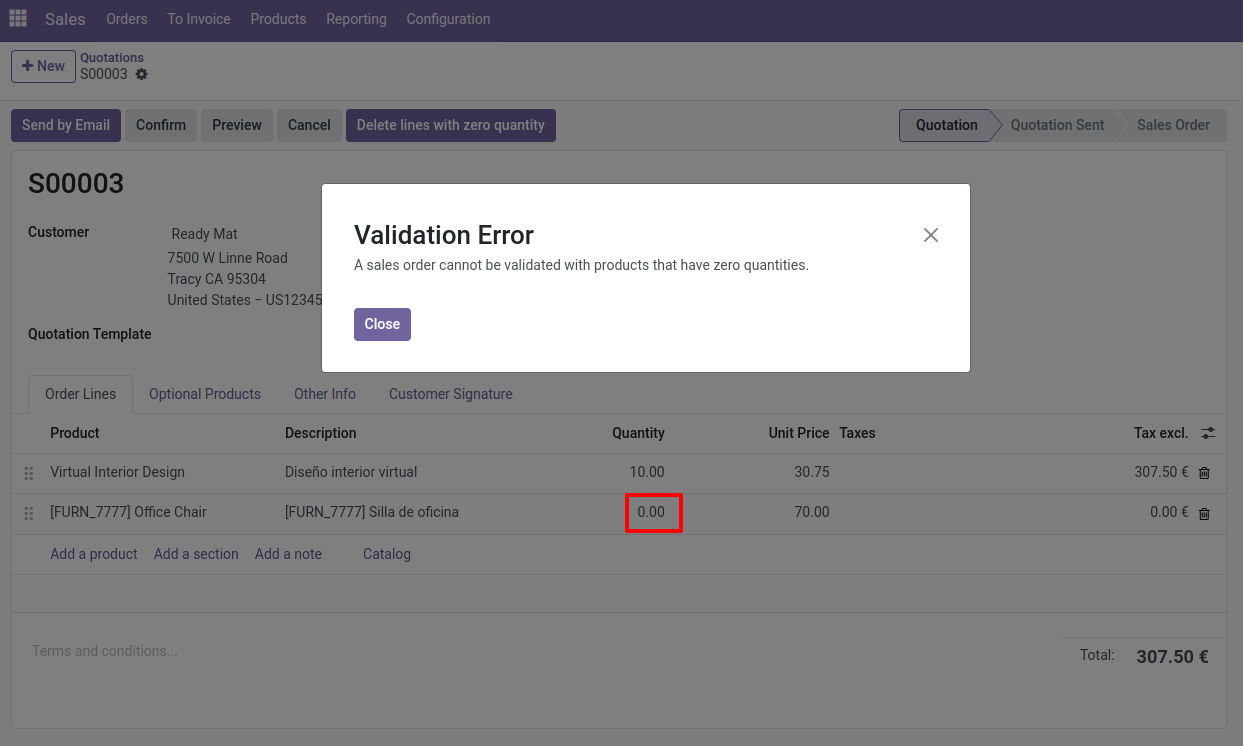 Sales Orders To Invoice Products Reporting Configuration
+ New
Quotations
S00003
Send by Email Confirm Preview Cancel Delete lines with zero quantity Quotation Quotation Sent Sales Order
S00003
Customer Ready Mat
7500 W Linne Road
Tracy CA 95304
United States – US12345
Quotation Template
Validation Error
A sales order cannot be validated with products that have zero quantities.
Close
Order Lines Optional Products Other Info Customer Signature
Product Description Quantity Unit Price Taxes Tax excl.
Virtual Interior Design Diseño interior virtual 10.00 30.75 307.50 €
[FURN_7777] Office Chair [FURN_7777] Silla de oficina 0.00 70.00 0.00 €
Add a product Add a section Add a note Catalog
Terms and conditions...
Total: 307.50 €